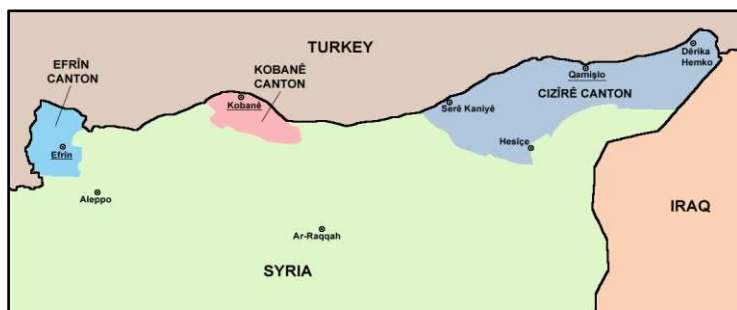 TURKEY
EFRÎN
CANTON
KOBANÊ
CANTON
Dêrika
Hemko
Qamişlo
Kobanê
Serê Kaniyê
CIZÎRÊ CANTON
Efrîn
Hesîçe
Aleppo
IRAQ
Ar-Raqqah
SYRIA